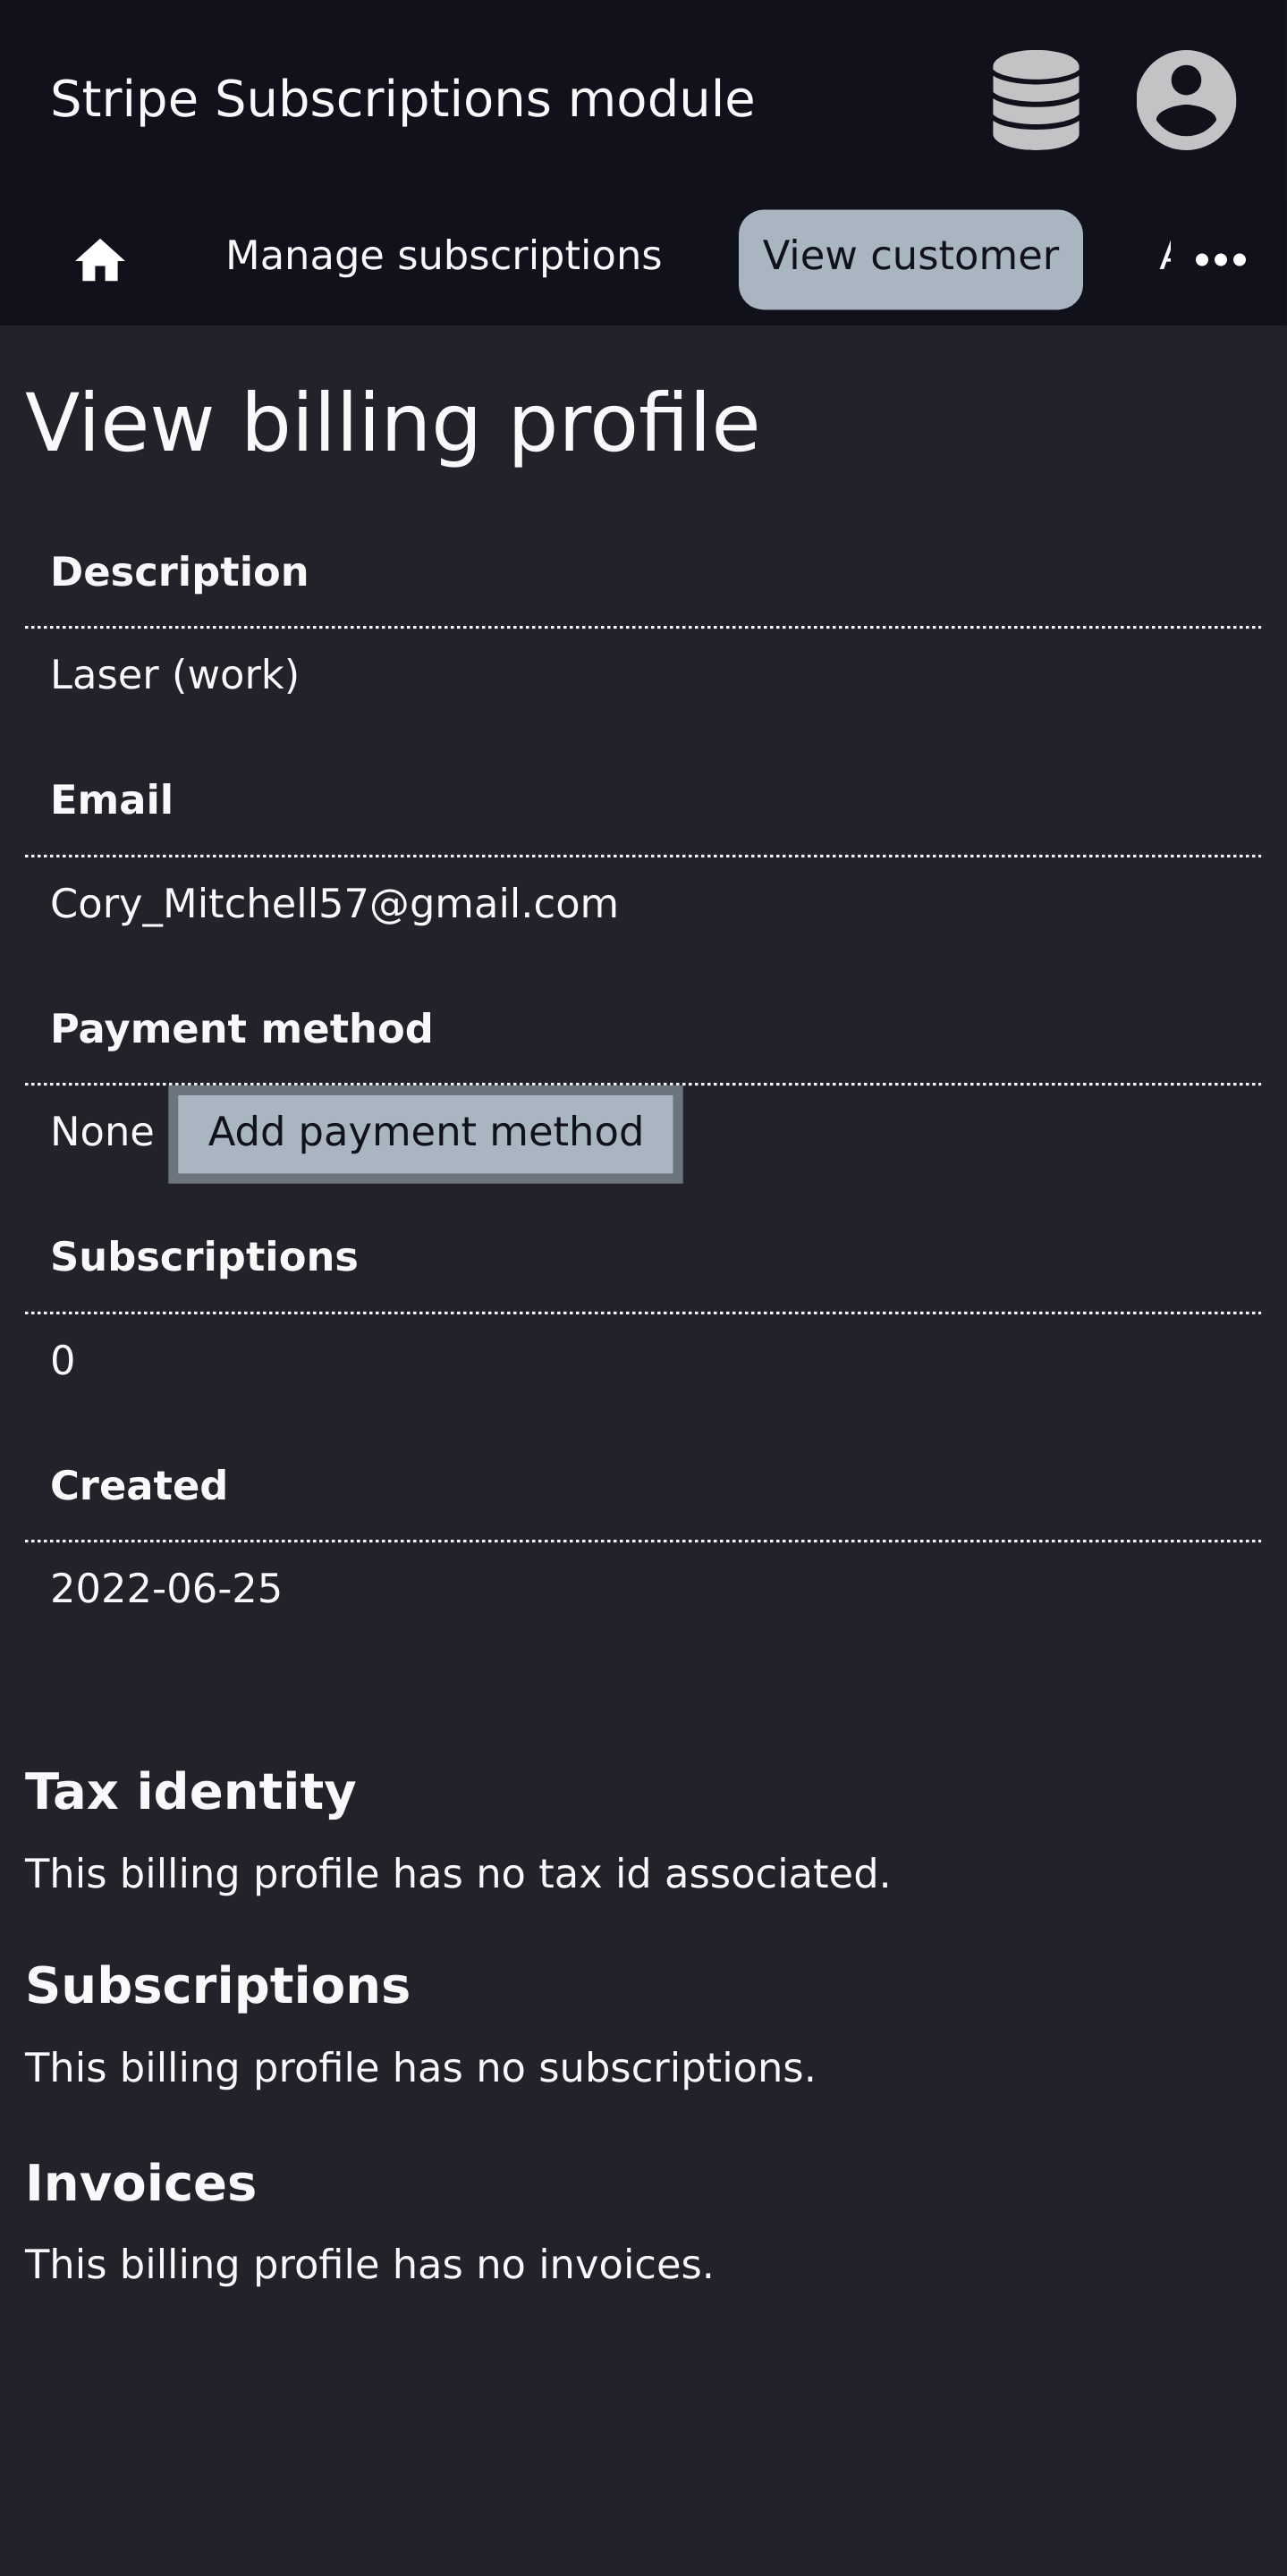 Stripe Subscriptions module
Manage subscriptions
View customer
View billing profile
Description
Laser (work)
Email
Cory_Mitchell57@gmail.com
Payment method
None Add payment method
Subscriptions
0
Created
2022-06-25
Tax identity
This billing profile has no tax id associated.
Subscriptions
This billing profile has no subscriptions.
Invoices
This billing profile has no invoices.